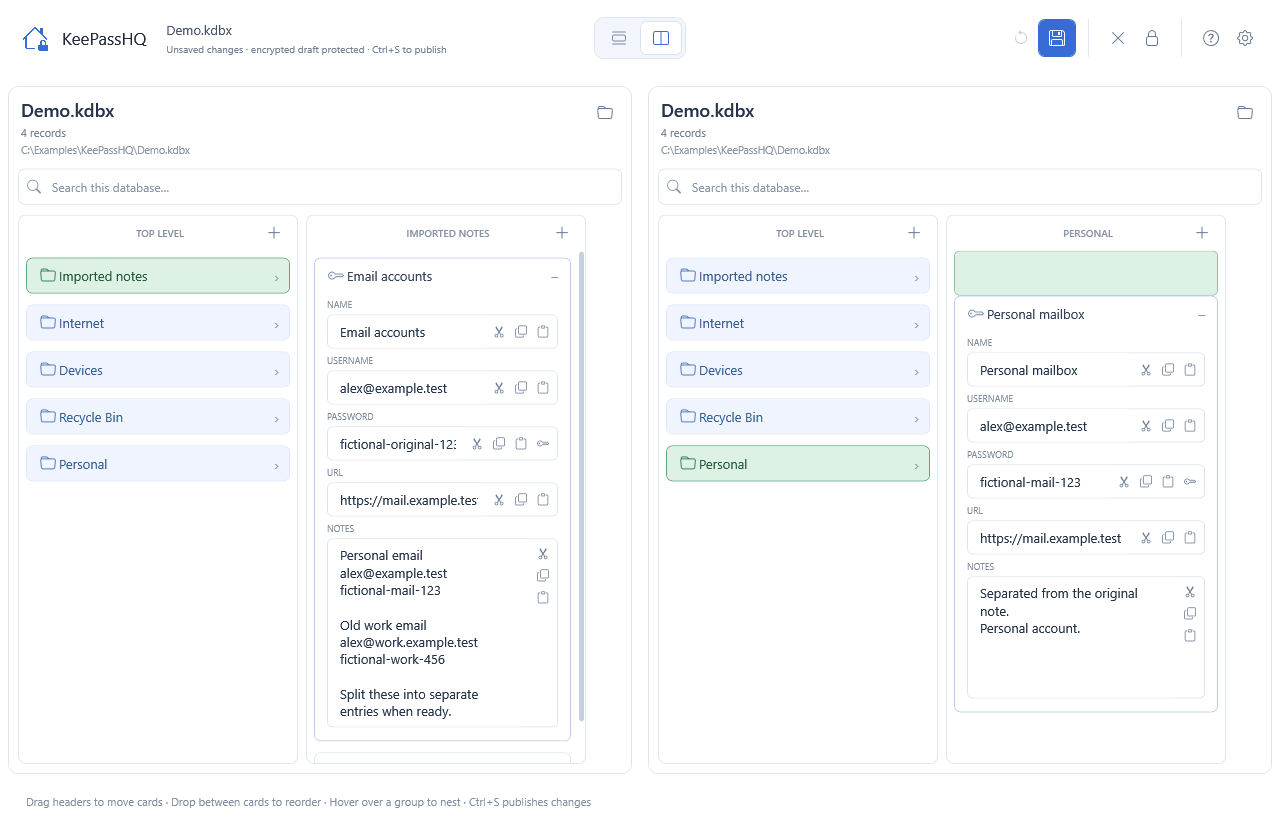 KeePassHQ
Demo.kdbx
Unsaved changes · encrypted draft protected · Ctrl+S to publish
Demo.kdbx
4 records
C:\Examples\KeePassHQ\Demo.kdbx
Search this database...
TOP LEVEL
Imported notes
Internet
Devices
Recycle Bin
Personal
IMPORTED NOTES
Email accounts
NAME
Email accounts
USERNAME
alex@example.test
PASSWORD
fictional-original-123
URL
https://mail.example.test
NOTES
Personal email
alex@example.test
fictional-mail-123
Old work email
alex@work.example.test
fictional-work-456
Split these into separate
entries when ready.
Demo.kdbx
4 records
C:\Examples\KeePassHQ\Demo.kdbx
Search this database...
TOP LEVEL
Imported notes
Internet
Devices
Recycle Bin
Personal
PERSONAL
Personal mailbox
NAME
Personal mailbox
USERNAME
alex@example.test
PASSWORD
fictional-mail-123
URL
https://mail.example.test
NOTES
Separated from the original
note.
Personal account.
Drag headers to move cards · Drop between cards to reorder · Hover over a group to nest · Ctrl+S publishes changes